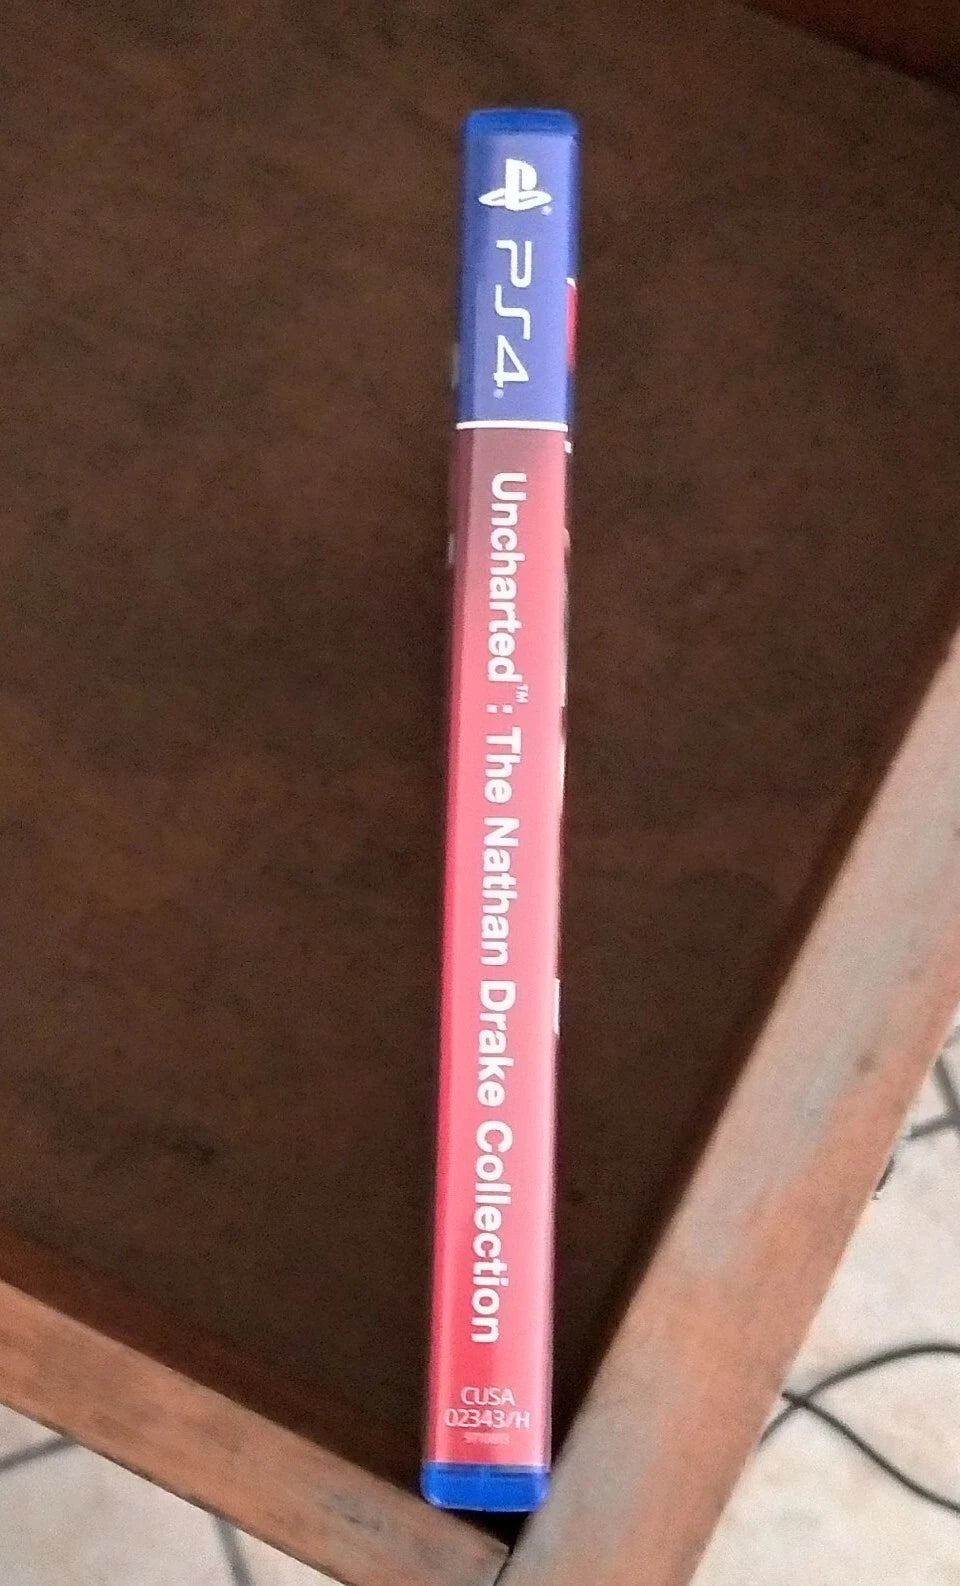 PS4
Uncharted™: The Nathan Drake Collection
CUSA
02343/H